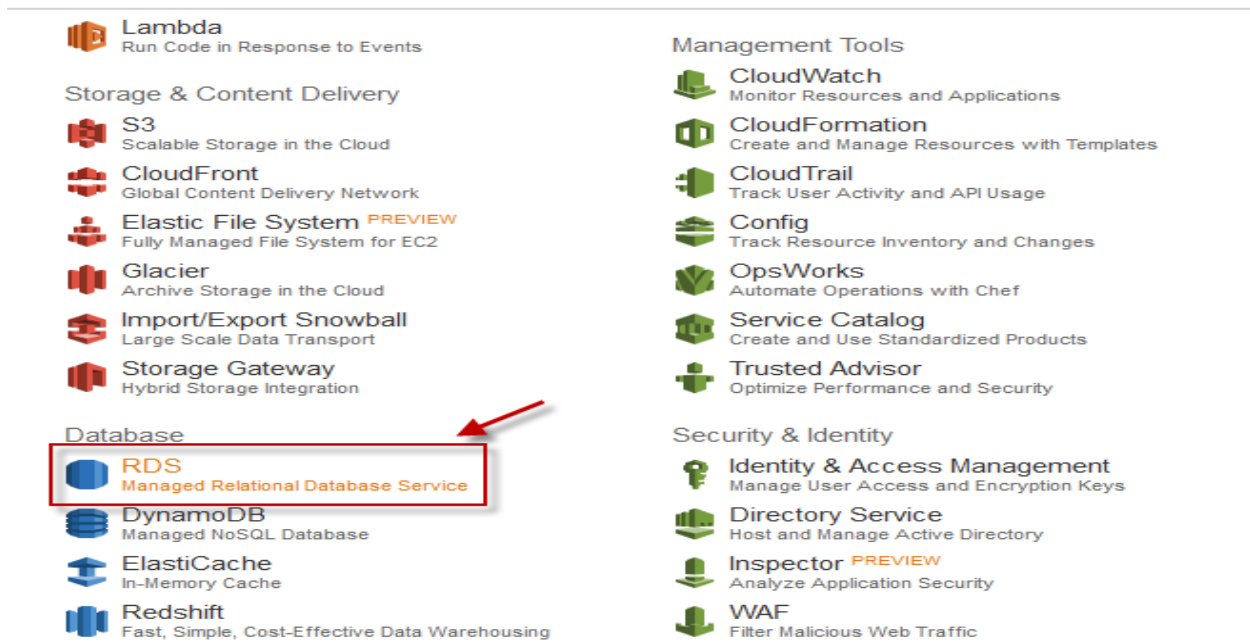 Lambda
Run Code in Response to Events
Storage & Content Delivery
S3
Scalable Storage in the Cloud
CloudFront
Global Content Delivery Network
Elastic File System PREVIEW
Fully Managed File System for EC2
Glacier
Archive Storage in the Cloud
Import/Export Snowball
Large Scale Data Transport
Storage Gateway
Hybrid Storage Integration
Database
RDS
Managed Relational Database Service
DynamoDB
Managed NoSQL Database
ElastiCache
In-Memory Cache
Redshift
Fast, Simple, Cost-Effective Data Warehousing
Management Tools
CloudWatch
Monitor Resources and Applications
CloudFormation
Create and Manage Resources with Templates
CloudTrail
Track User Activity and API Usage
Config
Track Resource Inventory and Changes
OpsWorks
Automate Operations with Chef
Service Catalog
Create and Use Standardized Products
Trusted Advisor
Optimize Performance and Security
Security & Identity
Identity & Access Management
Manage User Access and Encryption Keys
Directory Service
Host and Manage Active Directory
Inspector PREVIEW
Analyze Application Security
WAF
Filter Malicious Web Traffic